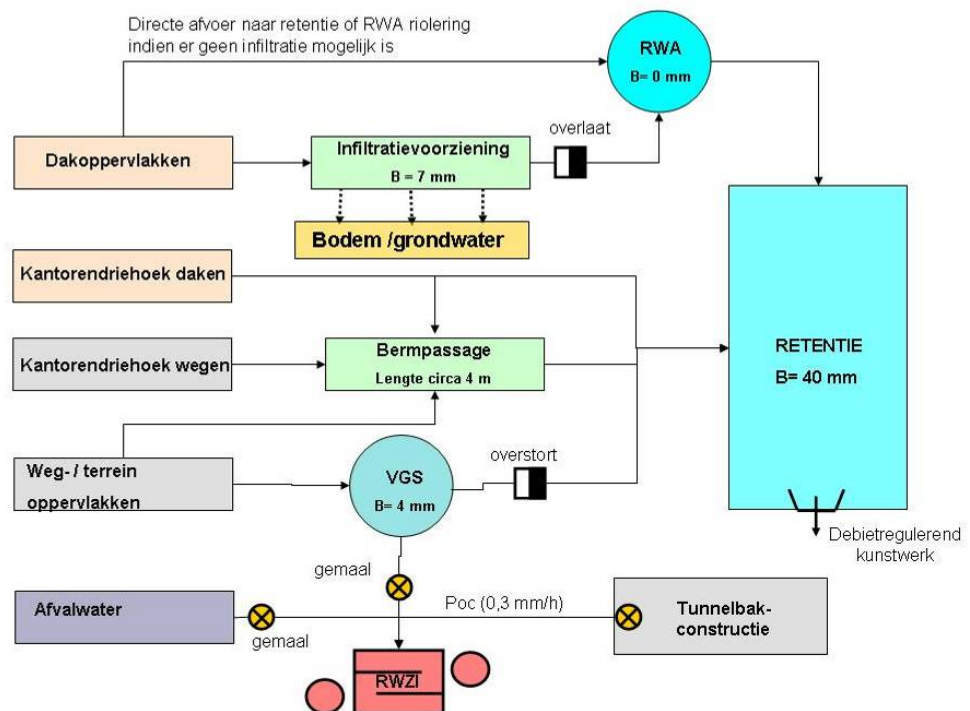 Directe afvoer naar retentie of RWA riolering
indien er geen infiltratie mogelijk is
RWA
B= 0 mm
overlaat
Dakoppervlakken
Infiltratievoorziening
B = 7 mm
Bodem /grondwater
Kantorendriehoek daken
Kantorendriehoek wegen
Bermpassage
Lengte circa 4 m
RETENTIE
B= 40 mm
Weg- / terrein
oppervlakken
VGS
B= 4 mm
overstort
Debietregulerend
kunstwerk
gemaal
Afvalwater
gemaal
Poc (0,3 mm/h)
Tunnelbak-
constructie
RWZI